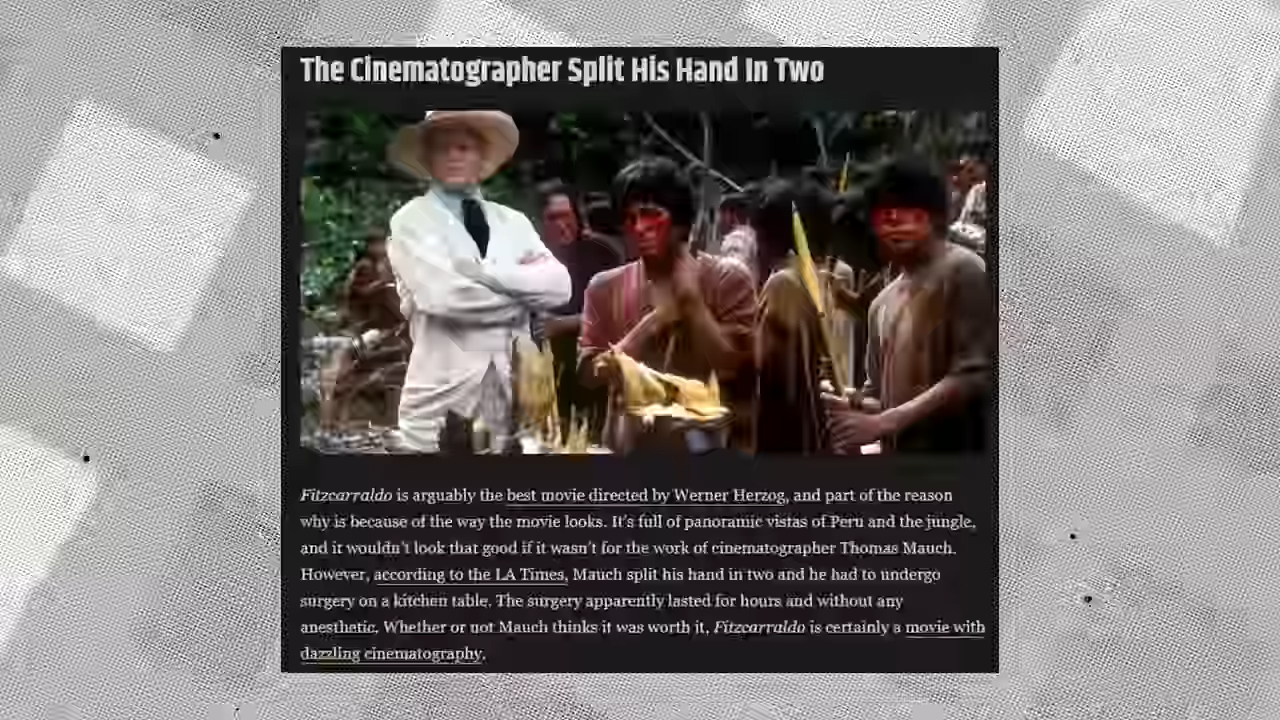 The Cinematographer Split His Hand In Two
Fitzcarraldo is arguably the best movie directed by Werner Herzog, and part of the reason
why is because of the way the movie looks. It's full of panoramic vistas of Peru and the jungle,
and it wouldn't look that good if it wasn't for the work of cinematographer Thomas Mauch.
However, according to the LA Times, Mauch split his hand in two and he had to undergo
surgery on a kitchen table. The surgery apparently lasted for hours and without any
anesthetic. Whether or not Mauch thinks it was worth it, Fitzcarraldo is certainly a movie with
dazzling cinematography.